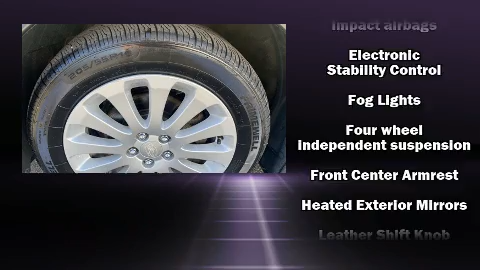 Impact airbags
Electronic
Stability Control
Fog Lights
Four wheel
independent suspension
Front Center Armrest
Heated Exterior Mirrors
Leather Shift Knob